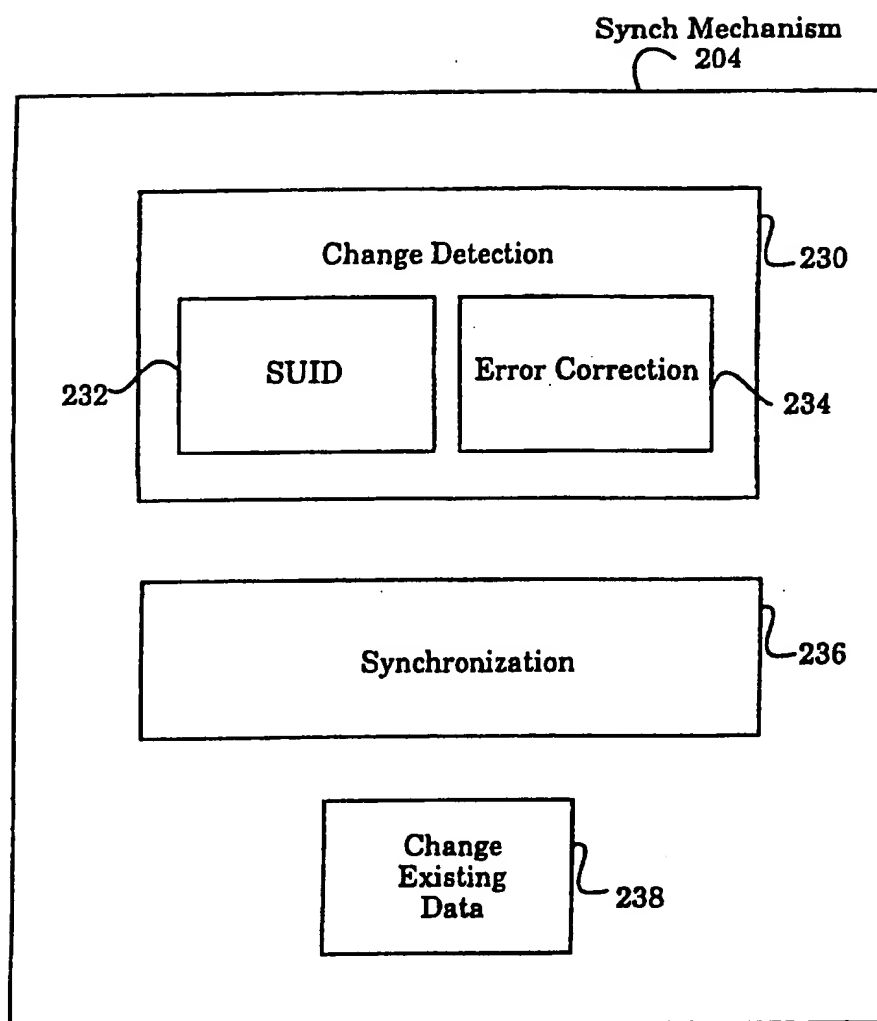 Synch Mechanism
204
Change Detection
230
232
SUID
Error Correction
234
Synchronization
236
Change
Existing
Data
238